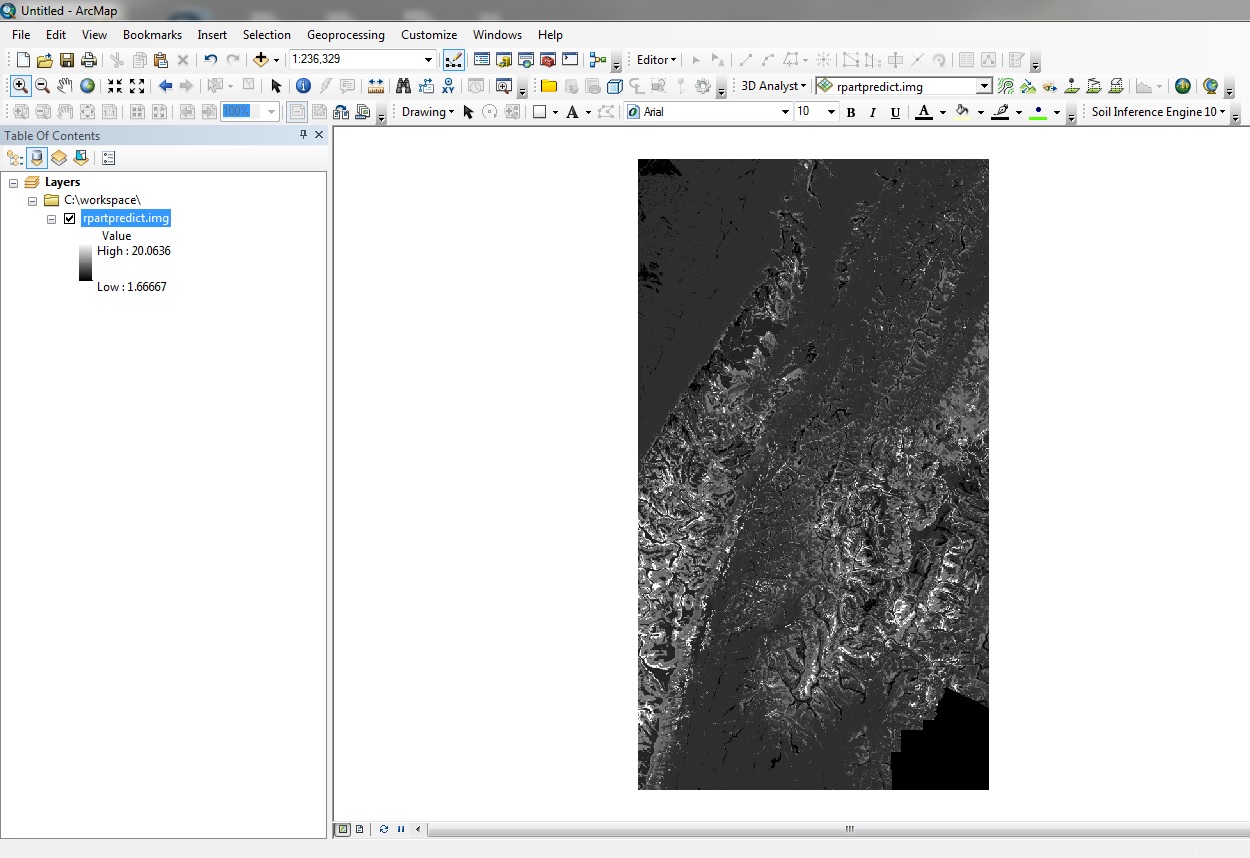 Untitled - ArcMap
File Edit View Bookmarks Insert Selection Geoprocessing Customize Windows Help
1:236,329 Editor
3D Analyst rpartpredict.img
100% Drawing A Arial 10 B I U A Soil Inference Engine 10
Table Of Contents
Layers
C:\workspace\
rpartpredict.img
Value
High : 20.0636
Low : 1.66667